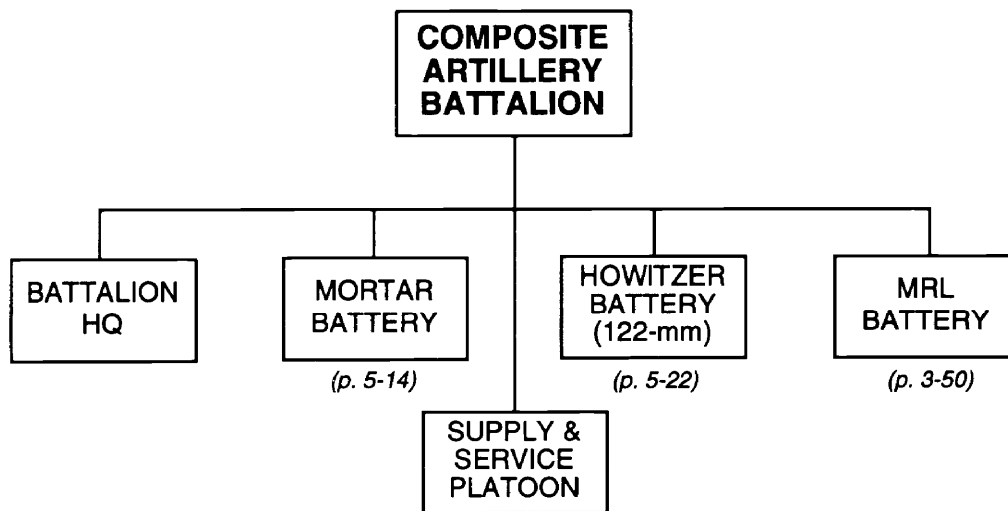 COMPOSITE
ARTILLERY
BATTALION
BATTALION
HQ
MORTAR
BATTERY
(p. 5-14)
HOWITZER
BATTERY
(122-mm)
(p. 5-22)
MRL
BATTERY
(p. 3-50)
SUPPLY &
SERVICE
PLATOON